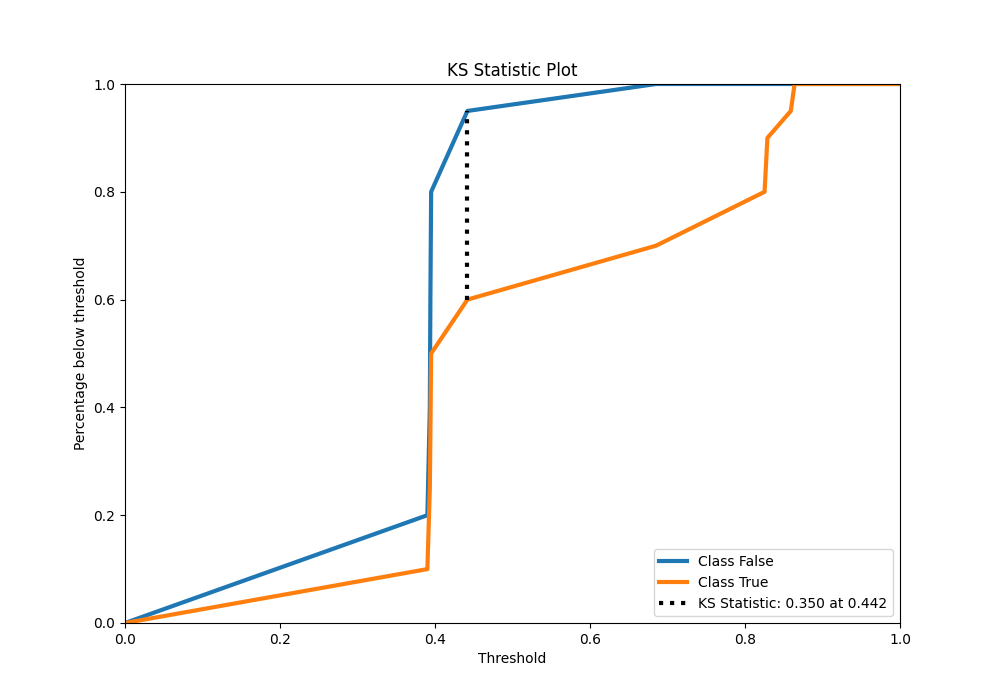 KS Statistic Plot
1.0
0.8
0.6
0.4
0.2
0.0
Percentage below threshold
0.0 0.2 0.4 0.6 0.8 1.0
Threshold
Class False
Class True
KS Statistic: 0.350 at 0.442